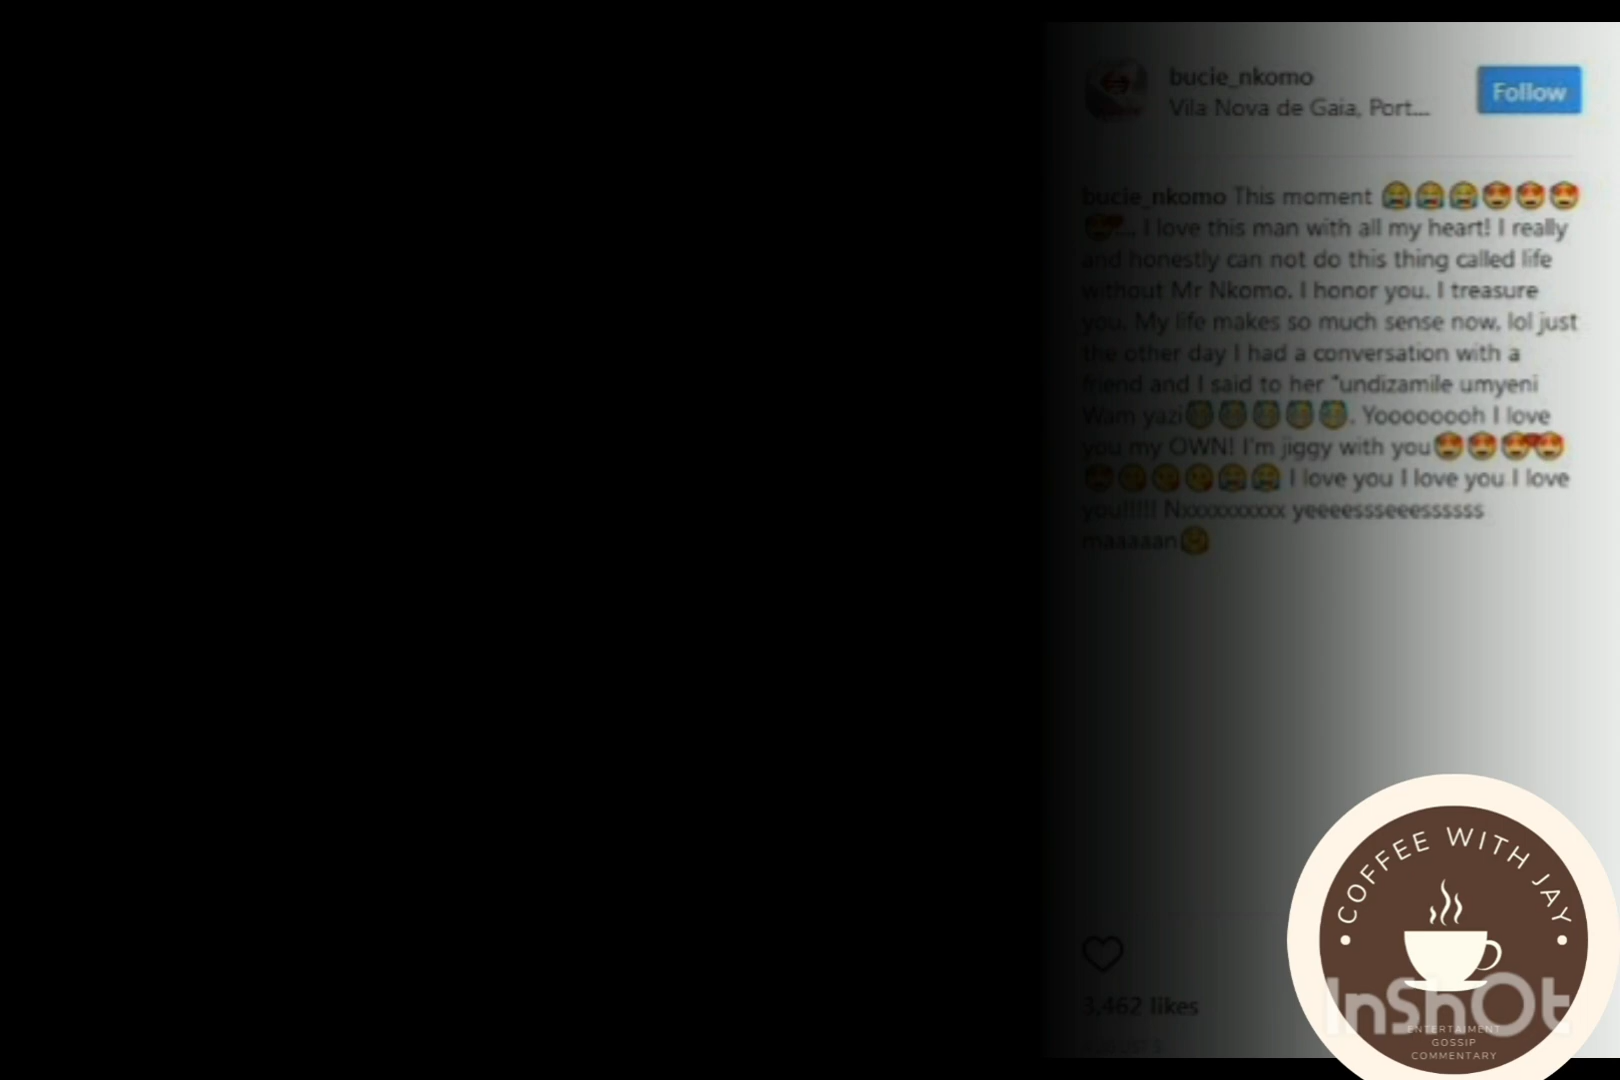 bucie_nkomo
Vila Nova de Gaia, Port...
Follow
bucie_nkomo This moment 😭😭😭😍😍😍
😍... I love this man with all my heart! I really
and honestly can not do this thing called life
without Mr Nkomo. I honor you. I treasure
you. My life makes so much sense now, lol just
the other day I had a conversation with a
friend and I said to her "undizamile umyeni
Wam yazi😂😂😂😂😂. Yoooooooh I love
you my OWN! I'm jiggy with you😍😍😍😍
😍😘😘😘😭😭 I love you I love you I love
you!!!!! Nxxxxxxxxxx yeeeessseeessssss
maaaaan
3,462 likes
COFFEE WITH JAY
InShOt
ENTERTAIMENT
GOSSIP
COMMENTARY